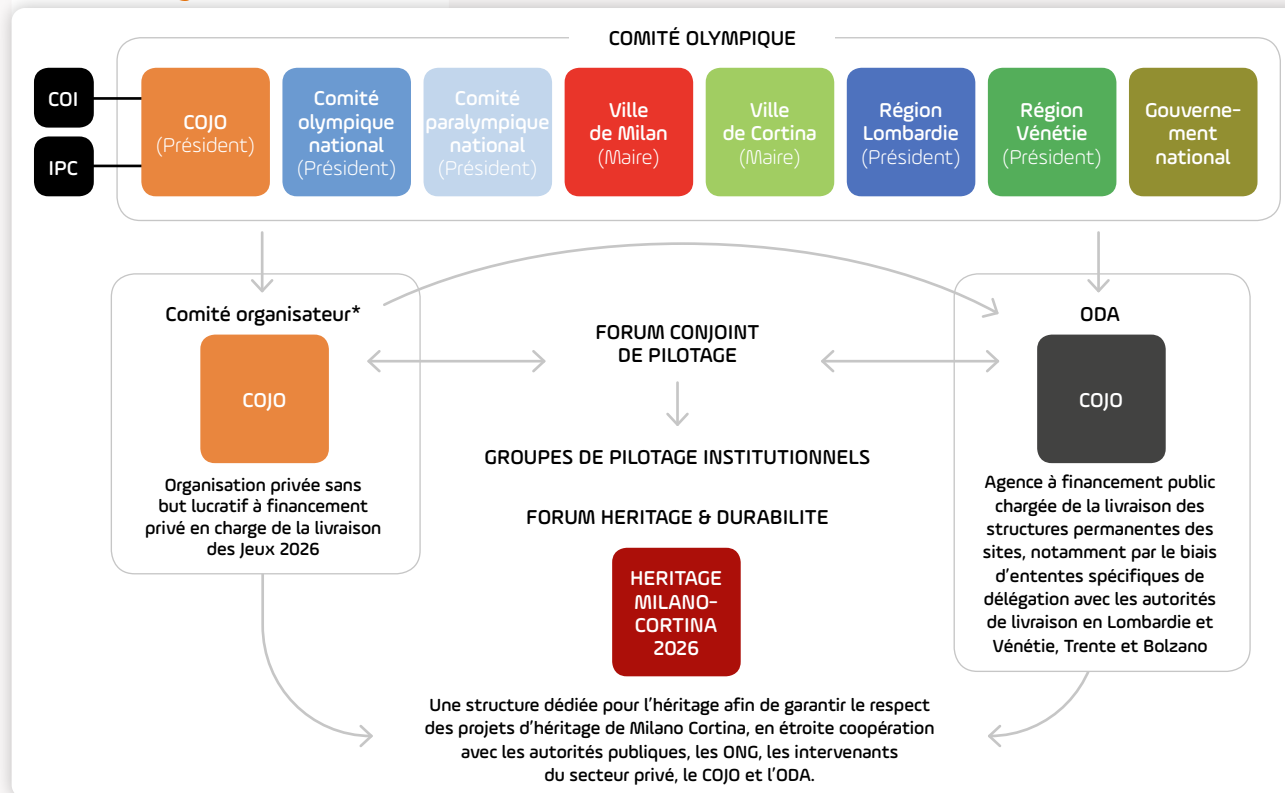 COMITÉ OLYMPIQUE
COI
IPC
COJO
(Président)
Comité
olympique
national
(Président)
Comité
paralympique
national
(Président)
Ville
de Milan
(Maire)
Ville
de Cortina
(Maire)
Région
Lombardie
(Président)
Région
Vénétie
(Président)
Gouverne-
ment
national
Comité organisateur*
COJO
Organisation privée sans
but lucratif à financement
privé en charge de la livraison
des Jeux 2026
FORUM CONJOINT
DE PILOTAGE
GROUPES DE PILOTAGE INSTITUTIONNELS
FORUM HERITAGE & DURABILITE
HERITAGE
MILANO-
CORTINA
2026
Une structure dédiée pour l'héritage afin de garantir le respect
des projets d'héritage de Milano Cortina, en étroite coopération
avec les autorités publiques, les ONG, les intervenants
du secteur privé, le COJO et l'ODA.
ODA
COJO
Agence à financement public
chargée de la livraison des
structures permanentes des
sites, notamment par le biais
d'ententes spécifiques de
délégation avec les autorités
de livraison en Lombardie et
Vénétie, Trente et Bolzano